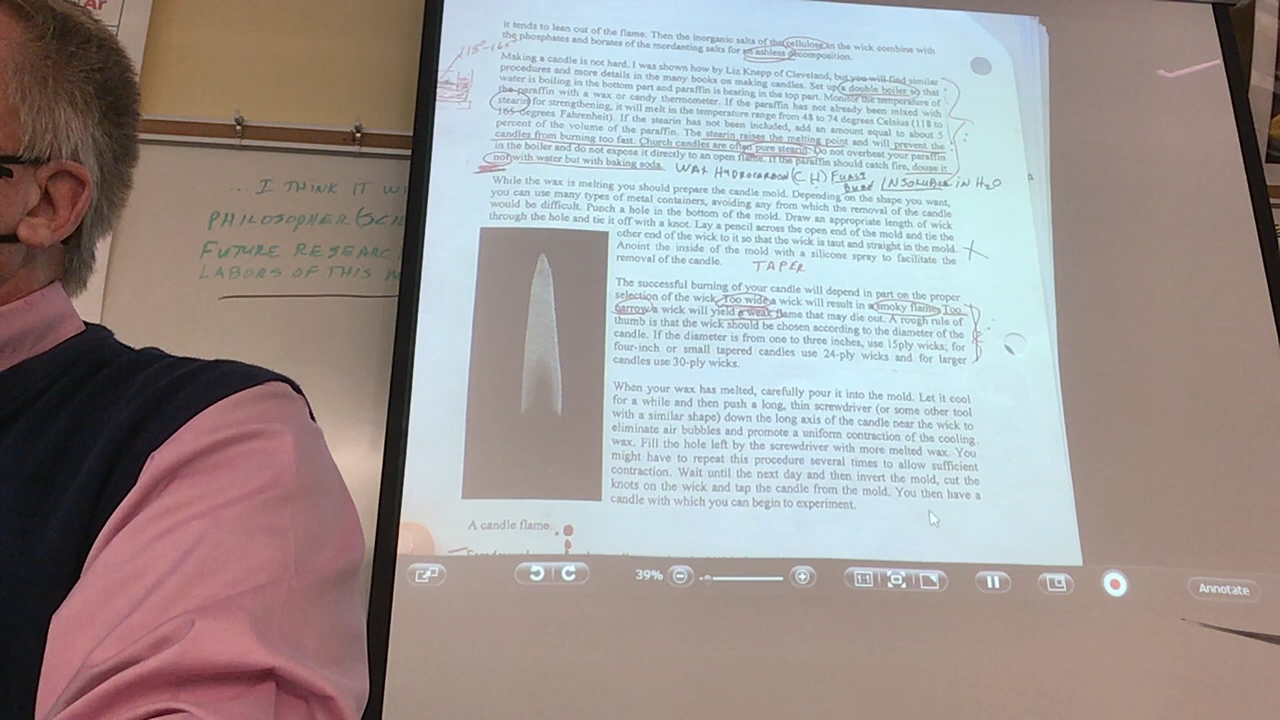 Ar
... I THINK IT
PHILOSOPHER
FUTURE RESEARC
LABORS OF THIS
it tends to lean out of the flame. Then the inorganic salts of the cellulose in the wick combine with
the phosphates and borates of the mordanting salts for an ashless decomposition.
Making a candle is not hard. I was shown how by Liz Knepp of Cleveland, but you will find similar
procedures and more details in the many books on making candles. Set up a double boiler so that
water is boiling in the bottom part and paraffin is heating in the top part. Monitor the temperature of
the paraffin with a wax or candy thermometer. If the paraffin has not already been mixed with
stearin for strengthening, it will melt in the temperature range from 48 to 74 degrees Celsius (118 to
165 degrees Fahrenheit). If the stearin has not been included, add an amount equal to about 5
percent of the volume of the paraffin. The stearin raises the melting point and will prevent the
candles from burning too fast. Church candles are often pure stearin. Do not overheat your paraffin
in the boiler and do not expose it directly to an open flame. If the paraffin should catch fire, douse it
not with water but with baking soda.
WAX HYDROCARBON (C H)
INSOLUBLE IN H2O
While the wax is melting you should prepare the candle mold. Depending on the shape you want,
you can use many types of metal containers, avoiding any from which the removal of the candle
would be difficult. Punch a hole in the bottom of the mold. Draw an appropriate length of wick
through the hole and tie it off with a knot. Lay a pencil across the open end of the mold and tie the
other end of the wick to it so that the wick is taut and straight in the mold.
Anoint the inside of the mold with a silicone spray to facilitate the
removal of the candle.
TAPER
The successful burning of your candle will depend in part on the proper
selection of the wick. Too wide a wick will result in a smoky flame. Too
narrow a wick will yield a weak flame that may die out. A rough rule of
thumb is that the wick should be chosen according to the diameter of the
candle. If the diameter is from one to three inches, use 15ply wicks; for
four-inch or small tapered candles use 24-ply wicks and for larger
candles use 30-ply wicks.
When your wax has melted, carefully pour it into the mold. Let it cool
for a while and then push a long, thin screwdriver (or some other tool
with a similar shape) down the long axis of the candle near the wick to
eliminate air bubbles and promote a uniform contraction of the cooling
wax. Fill the hole left by the screwdriver with more melted wax. You
might have to repeat this procedure several times to allow sufficient
contraction. Wait until the next day and then invert the mold, cut the
knots on the wick and tap the candle from the mold. You then have a
candle with which you can begin to experiment.
A candle flame
39%
1:1
Annotate